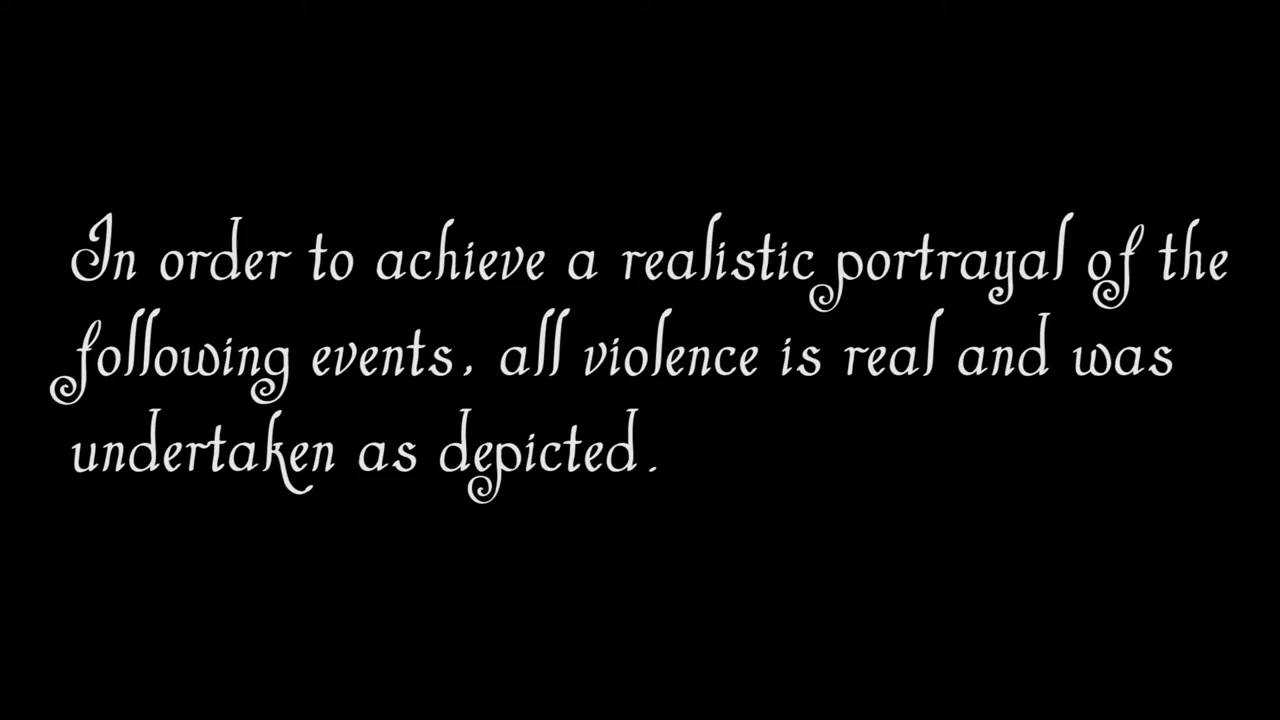 In order to achieve a realistic portrayal of the
following events, all violence is real and was
undertaken as depicted.